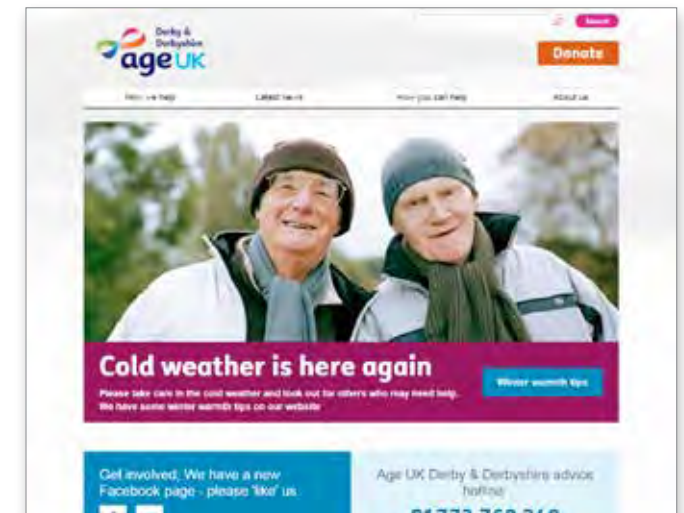 Derby &
Derbyshire
age UK
Search
Donate
How we help
Latest news
How you can help
About us
Cold weather is here again
Please take care in the cold weather and look out for others who may need help.
We have some winter warmth tips on our website
Winter warmth tips
Get involved, We have a new
Facebook page - please 'like' us
Age UK Derby & Derbyshire advice
hotline